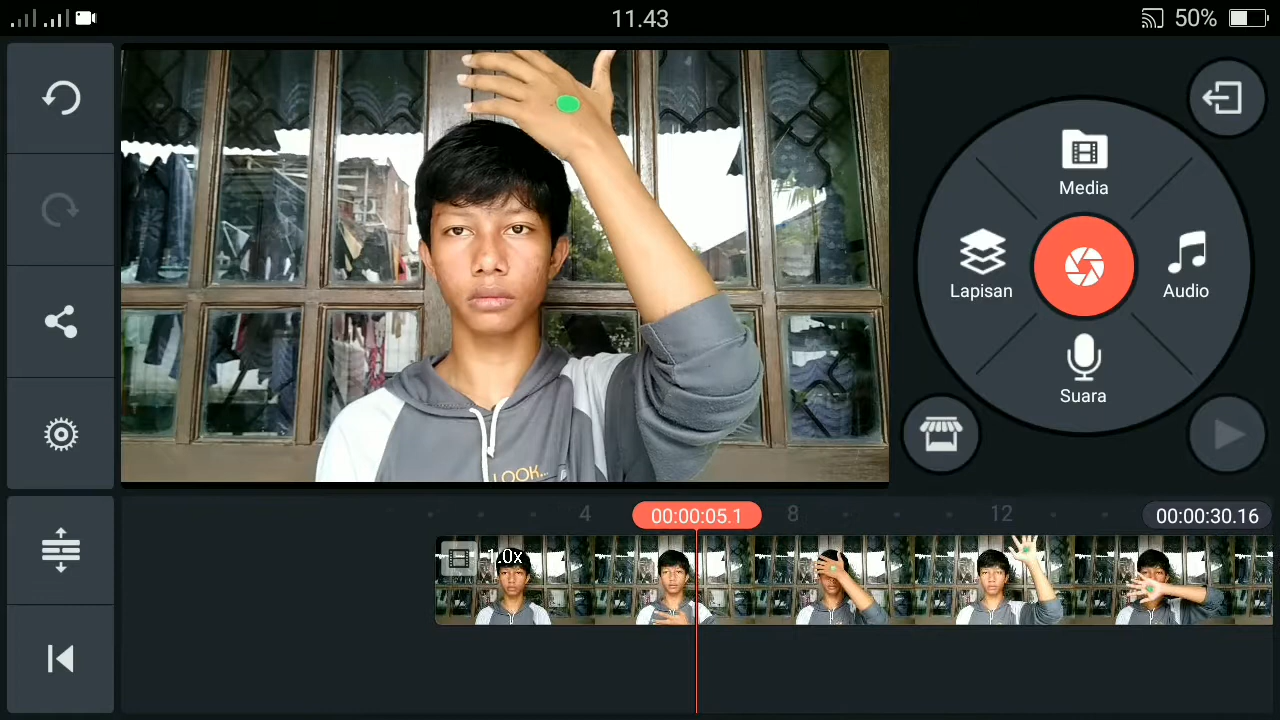 11.43
50%
Media
Lapisan
Audio
Suara
LOOK...
4
00:00:05.1
8
12
00:00:30.16
1.0x